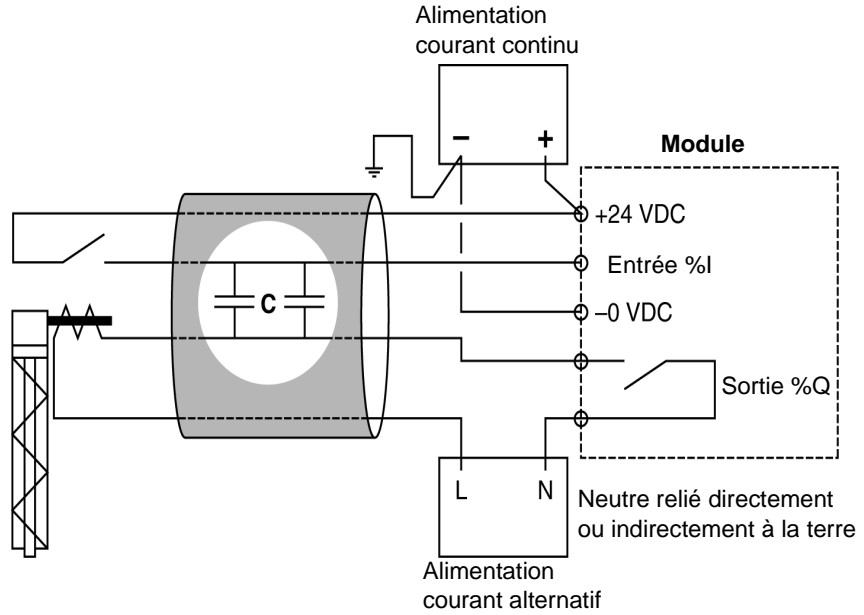 Alimentation
courant continu
− +
Module
+24 VDC
Entrée %I
C
–0 VDC
Sortie %Q
L N
Neutre relié directement
ou indirectement à la terre
Alimentation
courant alternatif